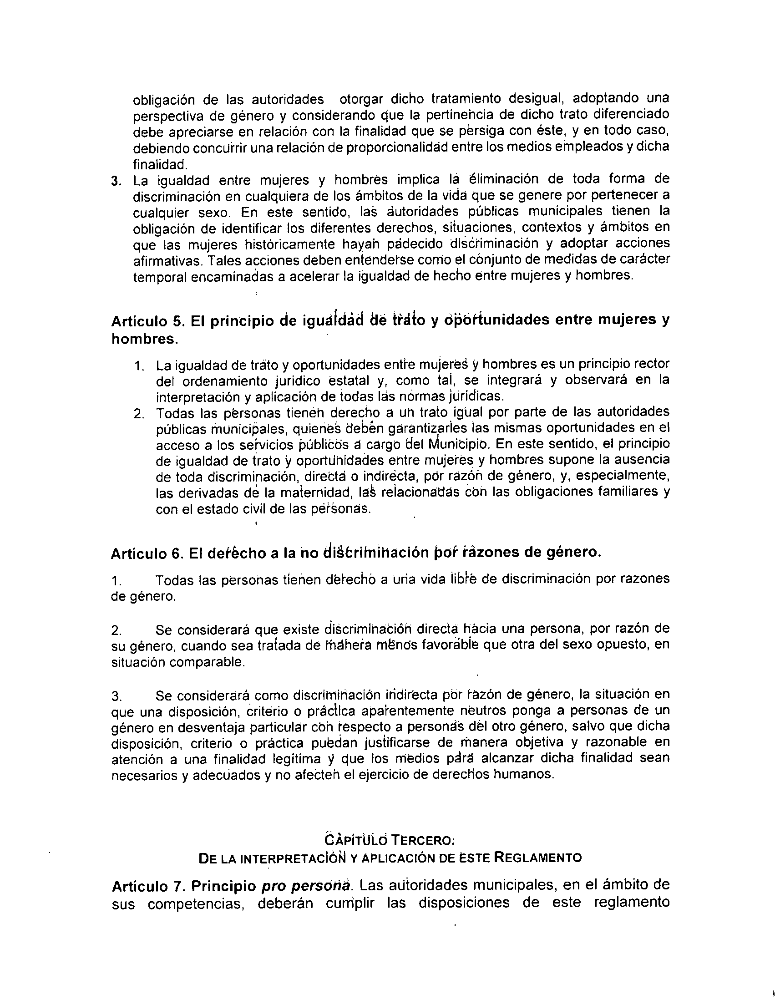 obligación de las autoridades otorgar dicho tratamiento desigual, adoptando una
perspectiva de género y considerando que la pertinencia de dicho trato diferenciado
debe apreciarse en relación con la finalidad que se persiga con éste, y en todo caso,
debiendo concurrir una relación de proporcionalidad entre los medios empleados y dicha
finalidad.
3. La igualdad entre mujeres y hombres implica la eliminación de toda forma de
discriminación en cualquiera de los ámbitos de la vida que se genere por pertenecer a
cualquier sexo. En este sentido, las autoridades públicas municipales tienen la
obligación de identificar los diferentes derechos, situaciones, contextos y ámbitos en
que las mujeres históricamente hayan padecido discriminación y adoptar acciones
afirmativas. Tales acciones deben entenderse como el conjunto de medidas de carácter
temporal encaminadas a acelerar la igualdad de hecho entre mujeres y hombres.
Artículo 5. El principio de igualdad de trato y oportunidades entre mujeres y
hombres.
1. La igualdad de trato y oportunidades entre mujeres y hombres es un principio rector
del ordenamiento jurídico estatal y, como tal, se integrará y observará en la
interpretación y aplicación de todas las normas jurídicas.
2. Todas las personas tienen derecho a un trato igual por parte de las autoridades
públicas municipales, quienes deben garantizarles las mismas oportunidades en el
acceso a los servicios públicos a cargo del Municipio. En este sentido, el principio
de igualdad de trato y oportunidades entre mujeres y hombres supone la ausencia
de toda discriminación, directa o indirecta, por razón de género, y, especialmente,
las derivadas de la maternidad, las relacionadas con las obligaciones familiares y
con el estado civil de las personas.
Artículo 6. El derecho a la no discriminación por razones de género.
1. Todas las personas tienen derecho a una vida libre de discriminación por razones
de género.
2. Se considerará que existe discriminación directa hacia una persona, por razón de
su género, cuando sea tratada de manera menos favorable que otra del sexo opuesto, en
situación comparable.
3. Se considerará como discriminación indirecta por razón de género, la situación en
que una disposición, criterio o práctica aparentemente neutros ponga a personas de un
género en desventaja particular con respecto a personas del otro género, salvo que dicha
disposición, criterio o práctica puedan justificarse de manera objetiva y razonable en
atención a una finalidad legítima y que los medios para alcanzar dicha finalidad sean
necesarios y adecuados y no afecten el ejercicio de derechos humanos.
CAPÍTULO TERCERO:
DE LA INTERPRETACIÓN Y APLICACIÓN DE ESTE REGLAMENTO
Artículo 7. Principio pro persona. Las autoridades municipales, en el ámbito de
sus competencias, deberán cumplir las disposiciones de este reglamento